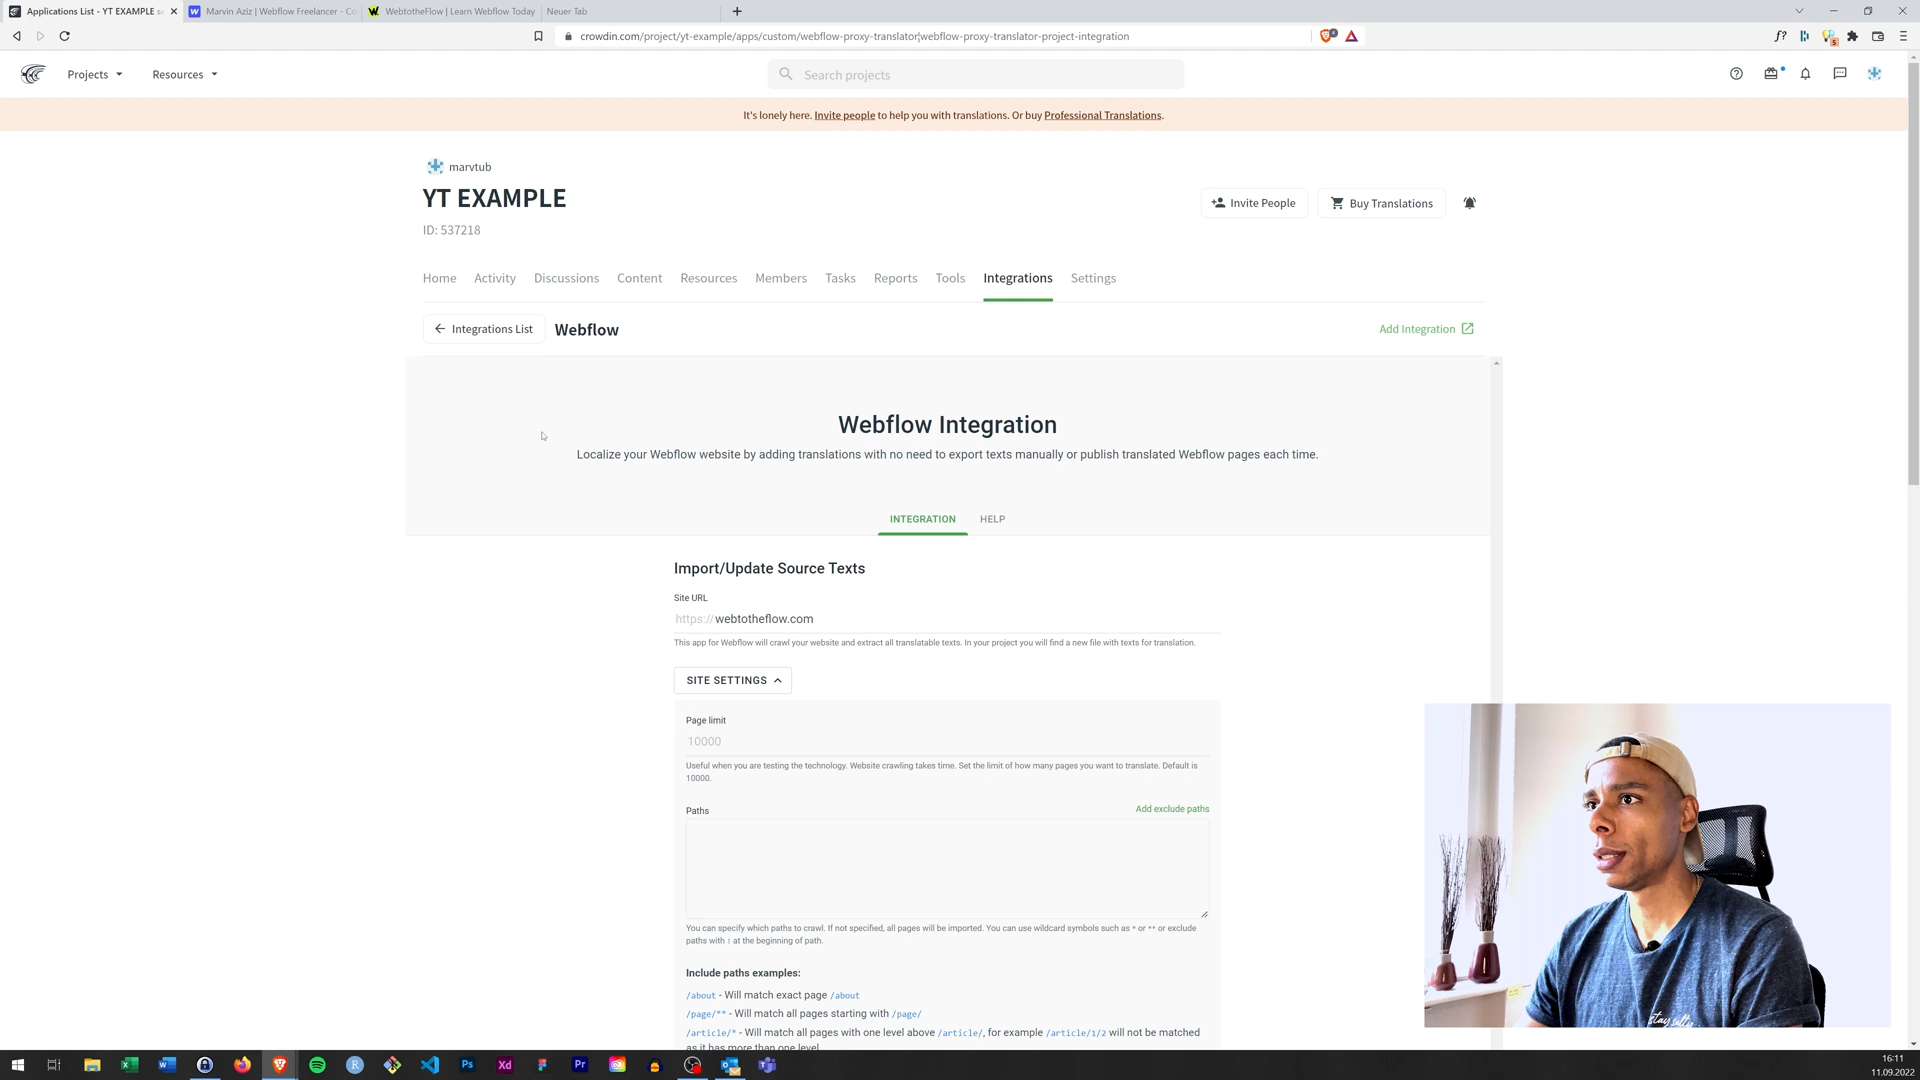 Applications List - YT EXAMPLE
Marvin Aziz | Webflow Freelancer - Co
WebtotheFlow | Learn Webflow Today
Neuer Tab
crowdin.com/project/yt-example/apps/custom/webflow-proxy-translator¦webflow-proxy-translator-project-integration
Projects
Resources
Search projects
It's lonely here. Invite people to help you with translations. Or buy Professional Translations.
marvtub
YT EXAMPLE
Invite People
Buy Translations
ID: 537218
Home Activity Discussions Content Resources Members Tasks Reports Tools Integrations Settings
Integrations List
Webflow
Add Integration
Webflow Integration
Localize your Webflow website by adding translations with no need to export texts manually or publish translated Webflow pages each time.
INTEGRATION HELP
Import/Update Source Texts
Site URL
https://webtotheflow.com
This app for Webflow will crawl your website and extract all translatable texts. In your project you will find a new file with texts for translation.
SITE SETTINGS
Page limit
10000
Useful when you are testing the technology. Website crawling takes time. Set the limit of how many pages you want to translate. Default is
10000.
Paths
Add exclude paths
You can specify which paths to crawl. If not specified, all pages will be imported. You can use wildcard symbols such as * or ** or exclude
paths with ! at the beginning of path.
Include paths examples:
/about - Will match exact page /about
/page/** - Will match all pages starting with /page/
/article/* - Will match all pages with one level above /article/, for example /article/1/2 will not be matched
as it has more than one level
stay salty
16:11
11.09.2022